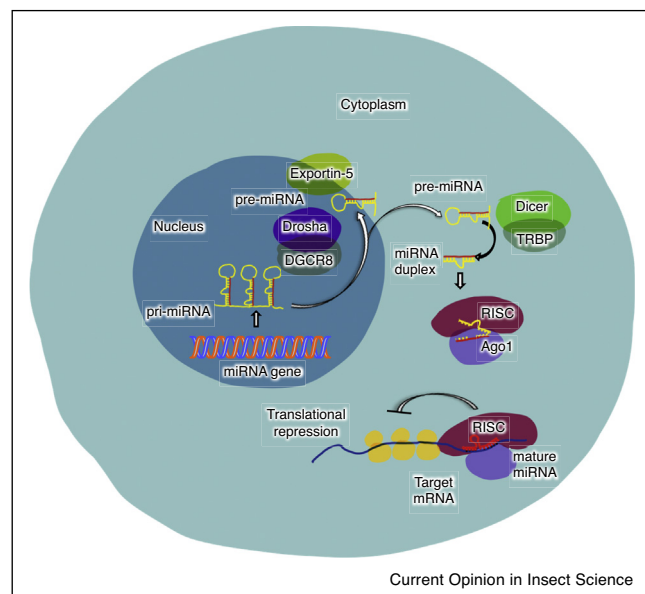 Cytoplasm
Exportin-5
pre-miRNA
pre-miRNA
Dicer
Nucleus
Drosha
TRBP
DGCR8
miRNA
duplex
pri-miRNA
RISC
Ago1
miRNA gene
Translational
repression
RISC
mature
miRNA
Target
mRNA
Current Opinion in Insect Science